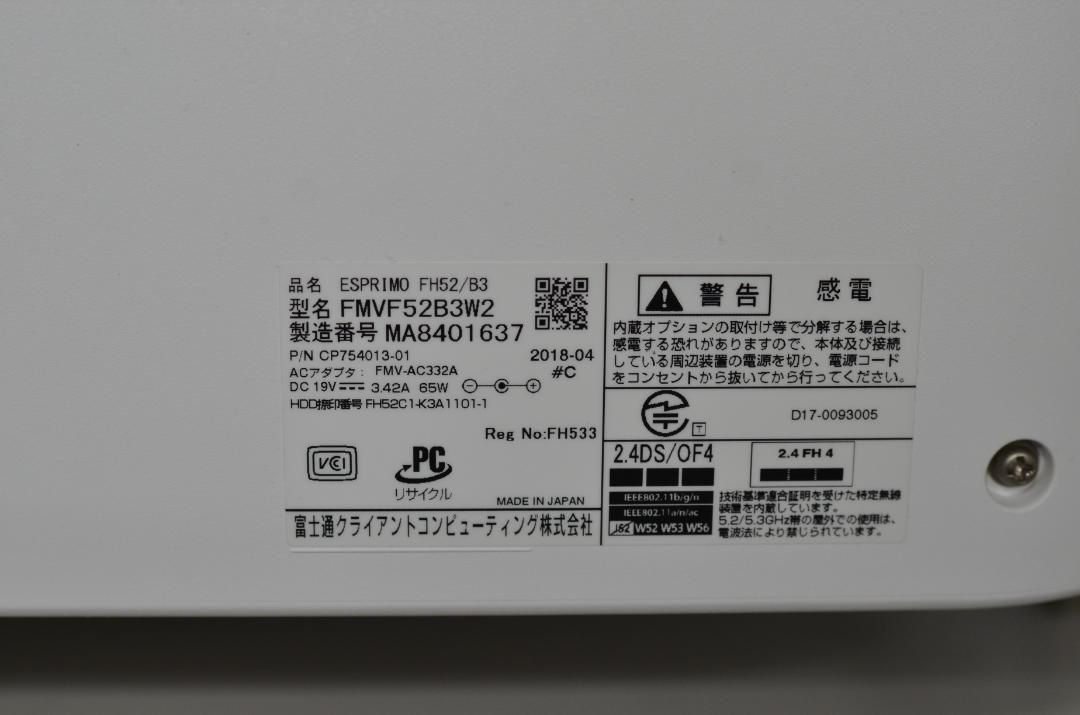 品名 ESPRIMO FH52/B3
型名 FMVF52B3W2
製造番号 MA8401637
P/N CP754013-01 2018-04
ACアダプタ: FMV-AC332A #C
DC 19V 3.42A 65W
HDD捺印番号 FH52C1-K3A1101-1
Reg No:FH533
VCCI
PC
リサイクル
MADE IN JAPAN
富士通クライアントコンピューティング株式会社
警告 感電
内蔵オプションの取付け等で分解する場合は、
感電する恐れがありますので、本体及び接続
している周辺装置の電源を切り、電源コード
をコンセントから抜いてから行ってください。
T D17-0093005
2.4DS/OF4
2.4 FH 4
IEEE802.11b/g/n
IEEE802.11a/n/ac
J52 W52 W53 W56
技術基準適合証明を受けた特定無線
装置を内蔵しています。
5.2/5.3GHz帯の屋外での使用は、
電波法により禁じられています。